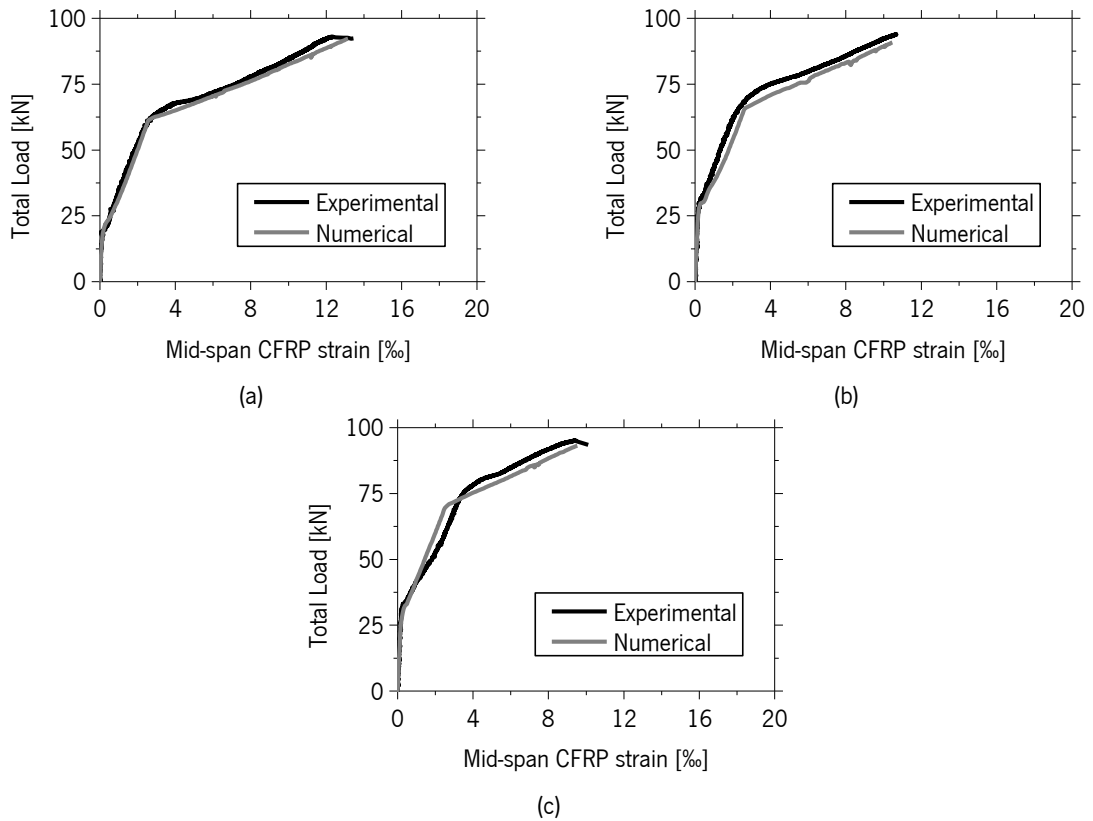 100
75
50
25
0
Total Load [kN]
Experimental
Numerical
0 4 8 12 16 20
Mid-span CFRP strain [‰]
(a)
100
75
50
25
0
Total Load [kN]
Experimental
Numerical
0 4 8 12 16 20
Mid-span CFRP strain [‰]
(b)
100
75
50
25
0
Total Load [kN]
Experimental
Numerical
0 4 8 12 16 20
Mid-span CFRP strain [‰]
(c)